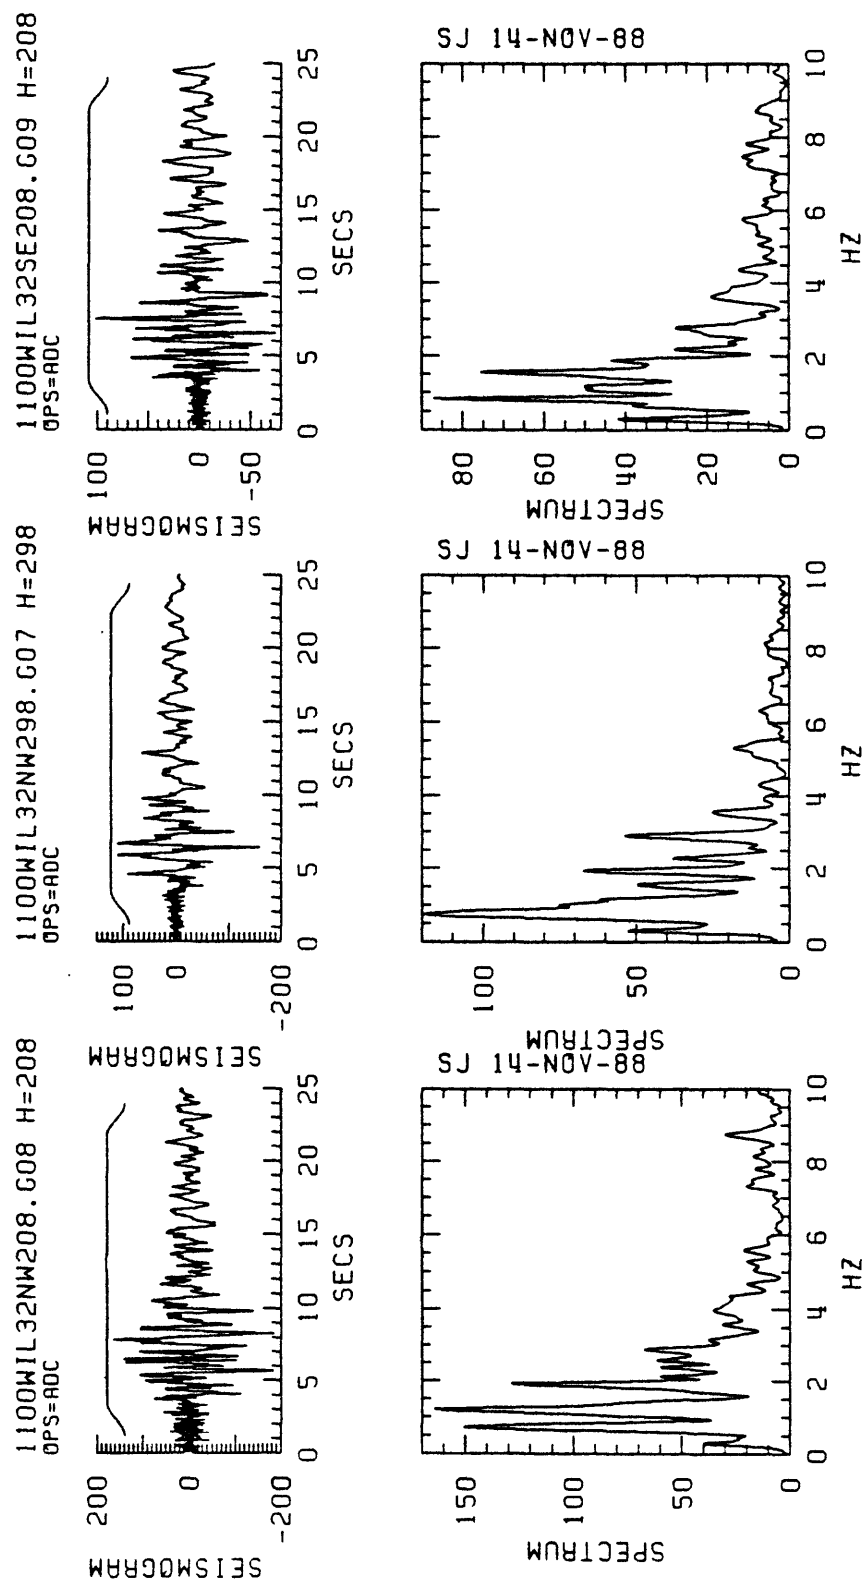 1100WIL32NW208.G08 H=208
OPS=ADC
SEISMOGRAM
200
0
-200
0 5 10 15 20 25
SECS
SJ 14-NOV-88
SPECTRUM
150
100
50
0
0 2 4 6 8 10
HZ
1100WIL32NW298.G07 H=298
OPS=ADC
SEISMOGRAM
100
0
-200
0 5 10 15 20 25
SECS
SJ 14-NOV-88
SPECTRUM
100
50
0
0 2 4 6 8 10
HZ
1100WIL32SE208.G09 H=208
OPS=ADC
SEISMOGRAM
100
0
-50
0 5 10 15 20 25
SECS
SJ 14-NOV-88
SPECTRUM
80
60
40
20
0
0 2 4 6 8 10
HZ